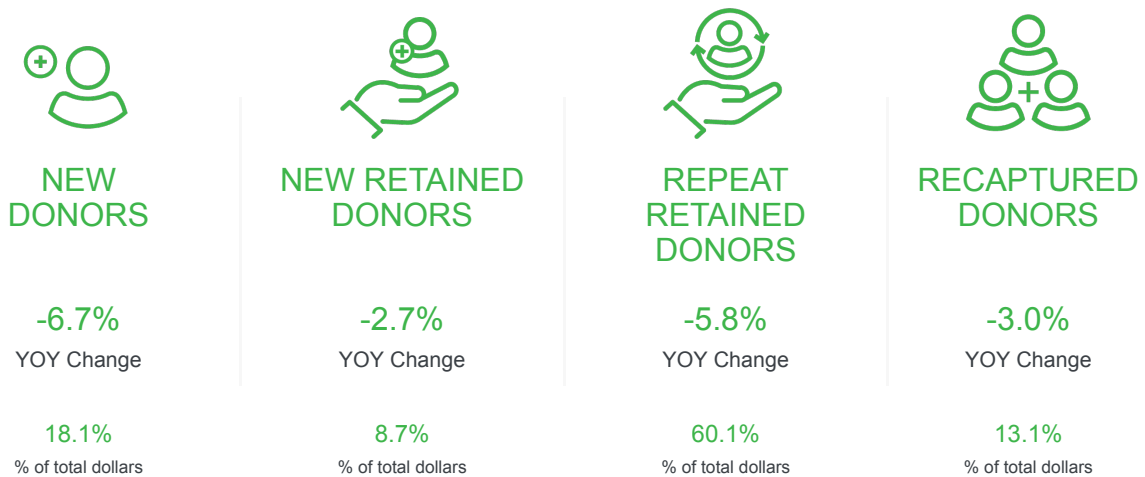 NEW
DONORS
-6.7%
YOY Change
18.1%
% of total dollars
NEW RETAINED
DONORS
-2.7%
YOY Change
8.7%
% of total dollars
REPEAT
RETAINED
DONORS
-5.8%
YOY Change
60.1%
% of total dollars
RECAPTURED
DONORS
-3.0%
YOY Change
13.1%
% of total dollars